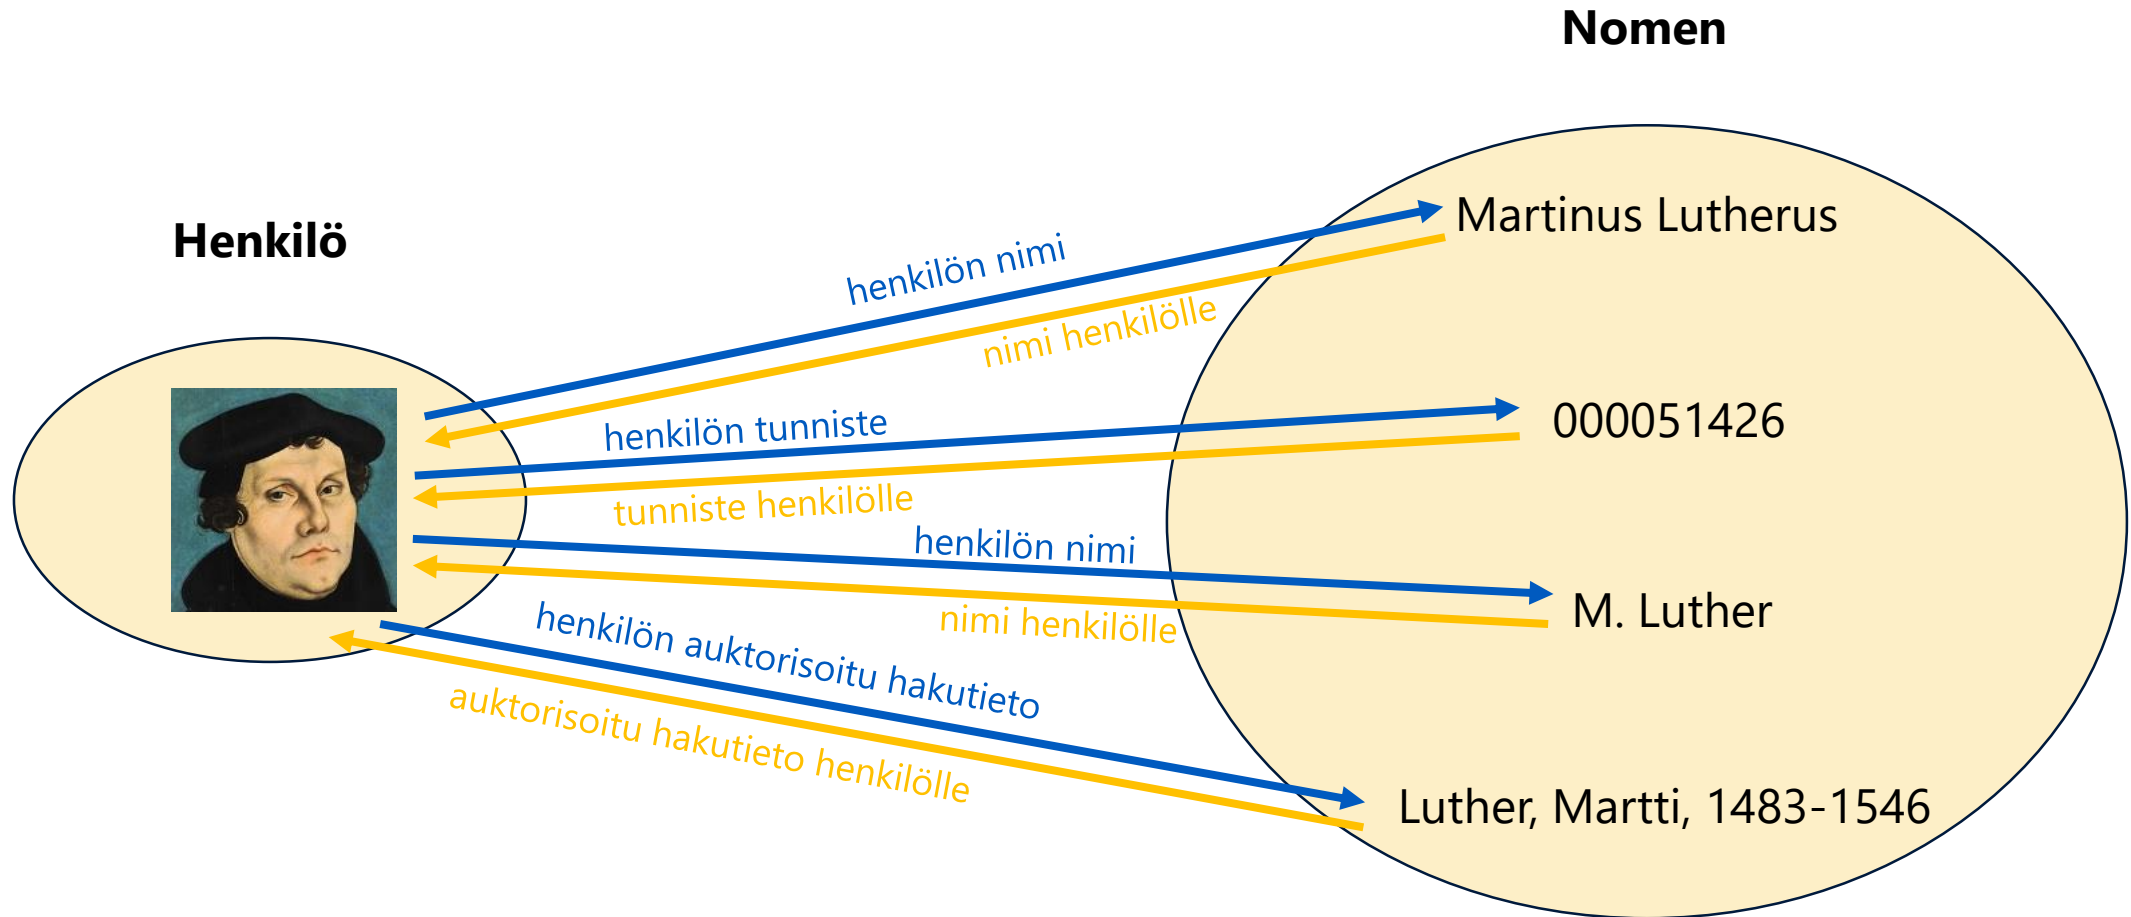 Nomen
Henkilö
Martinus Lutherus
henkilön nimi
nimi henkilölle
000051426
henkilön tunniste
tunniste henkilölle
henkilön nimi
M. Luther
nimi henkilölle
henkilön auktorisoitu hakutieto
auktorisoitu hakutieto henkilölle
Luther, Martti, 1483-1546